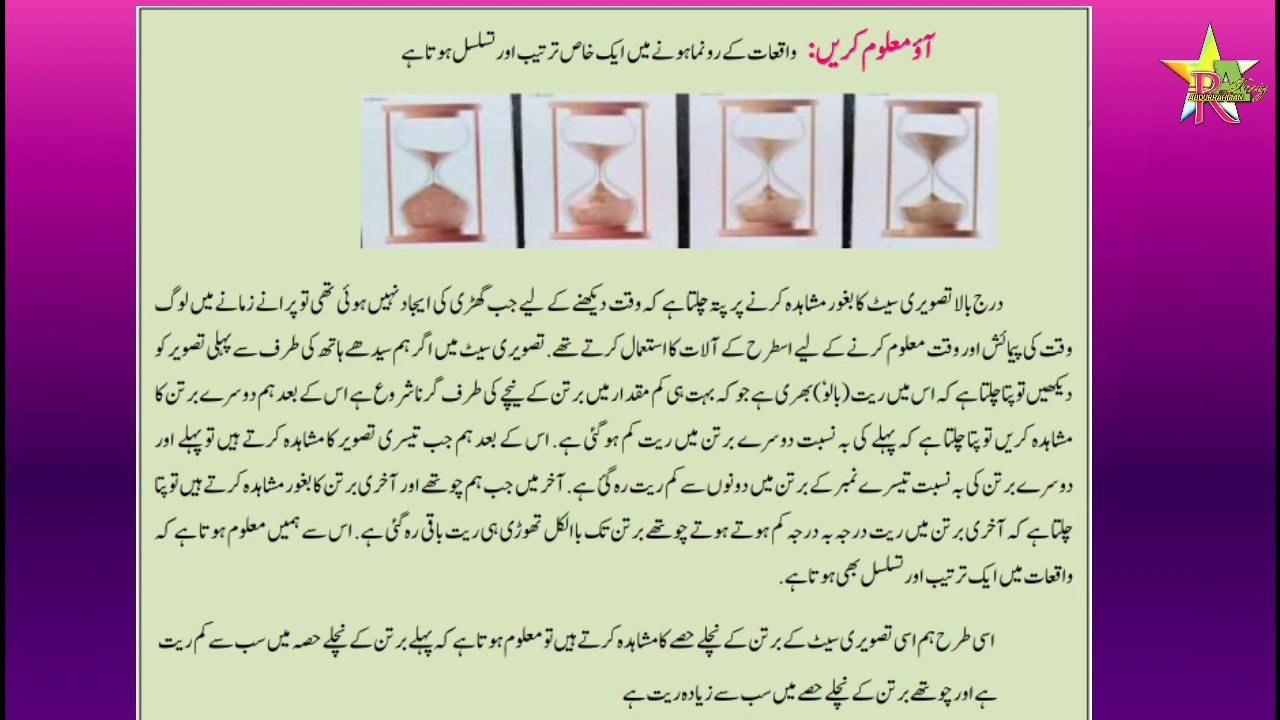 آؤ معلوم کریں: واقعات کے رونما ہونے میں ایک خاص ترتیب اور تسلسل ہوتا ہے
درج بالا تصویری سیٹ کا بغور مشاہدہ کرنے پر پتہ چلتا ہے کہ وقت دیکھنے کے لیے جب گھڑی کی ایجاد نہیں ہوئی تھی تو پرانے زمانے میں لوگ
وقت کی پیمائش اور وقت معلوم کرنے کے لیے اسطرح کے آلات کا استعمال کرتے تھے۔ تصویری سیٹ میں اگر ہم سیدھے ہاتھ کی طرف سے پہلی تصویر کو
دیکھیں تو پتا چلتا ہے کہ اس میں ریت (بالوٗ) بھری ہے جو کہ بہت ہی کم مقدار میں برتن کے نیچے کی طرف گرنا شروع ہے اس کے بعد ہم دوسرے برتن کا
مشاہدہ کریں تو پتا چلتا ہے کہ پہلے کی بہ نسبت دوسرے برتن میں ریت کم ہو گئی ہے۔ اس کے بعد ہم جب تیسری تصویر کا مشاہدہ کرتے ہیں تو پہلے اور
دوسرے برتن کی بہ نسبت تیسرے نمبر کے برتن میں دونوں سے کم ریت رہ گئ ہے۔ آخر میں جب ہم چوتھے اور آخری برتن کا بغور مشاہدہ کرتے ہیں تو پتا
چلتا ہے کہ آخری برتن میں ریت درجہ بہ درجہ کم ہوتے ہوتے چوتھے برتن تک باالکل تھوڑی ہی ریت باقی رہ گئی ہے۔ اس سے ہمیں معلوم ہوتا ہے کہ
واقعات میں ایک ترتیب اور تسلسل بھی ہوتا ہے۔
اسی طرح ہم اسی تصویری سیٹ کے برتن کے نچلے حصے کا مشاہدہ کرتے ہیں تو معلوم ہوتا ہے کہ پہلے برتن کے نچلے حصہ میں سب سے کم ریت
ہے اور چوتھے برتن کے نچلے حصے میں سب سے زیادہ ریت ہے
R A
ABDURRAHMAN